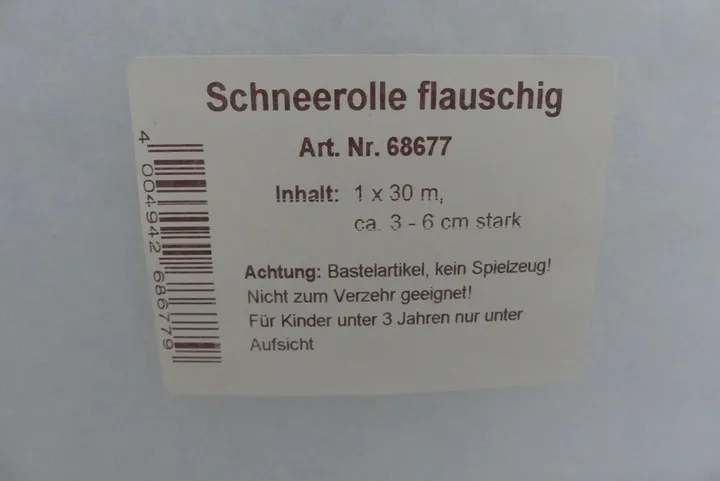 Schneerolle flauschig
Art. Nr. 68677
Inhalt: 1 x 30 m,
ca. 3 - 6 cm stark
Achtung: Bastelartikel, kein Spielzeug!
Nicht zum Verzehr geeignet!
Für Kinder unter 3 Jahren nur unter
Aufsicht
4 004942 686779